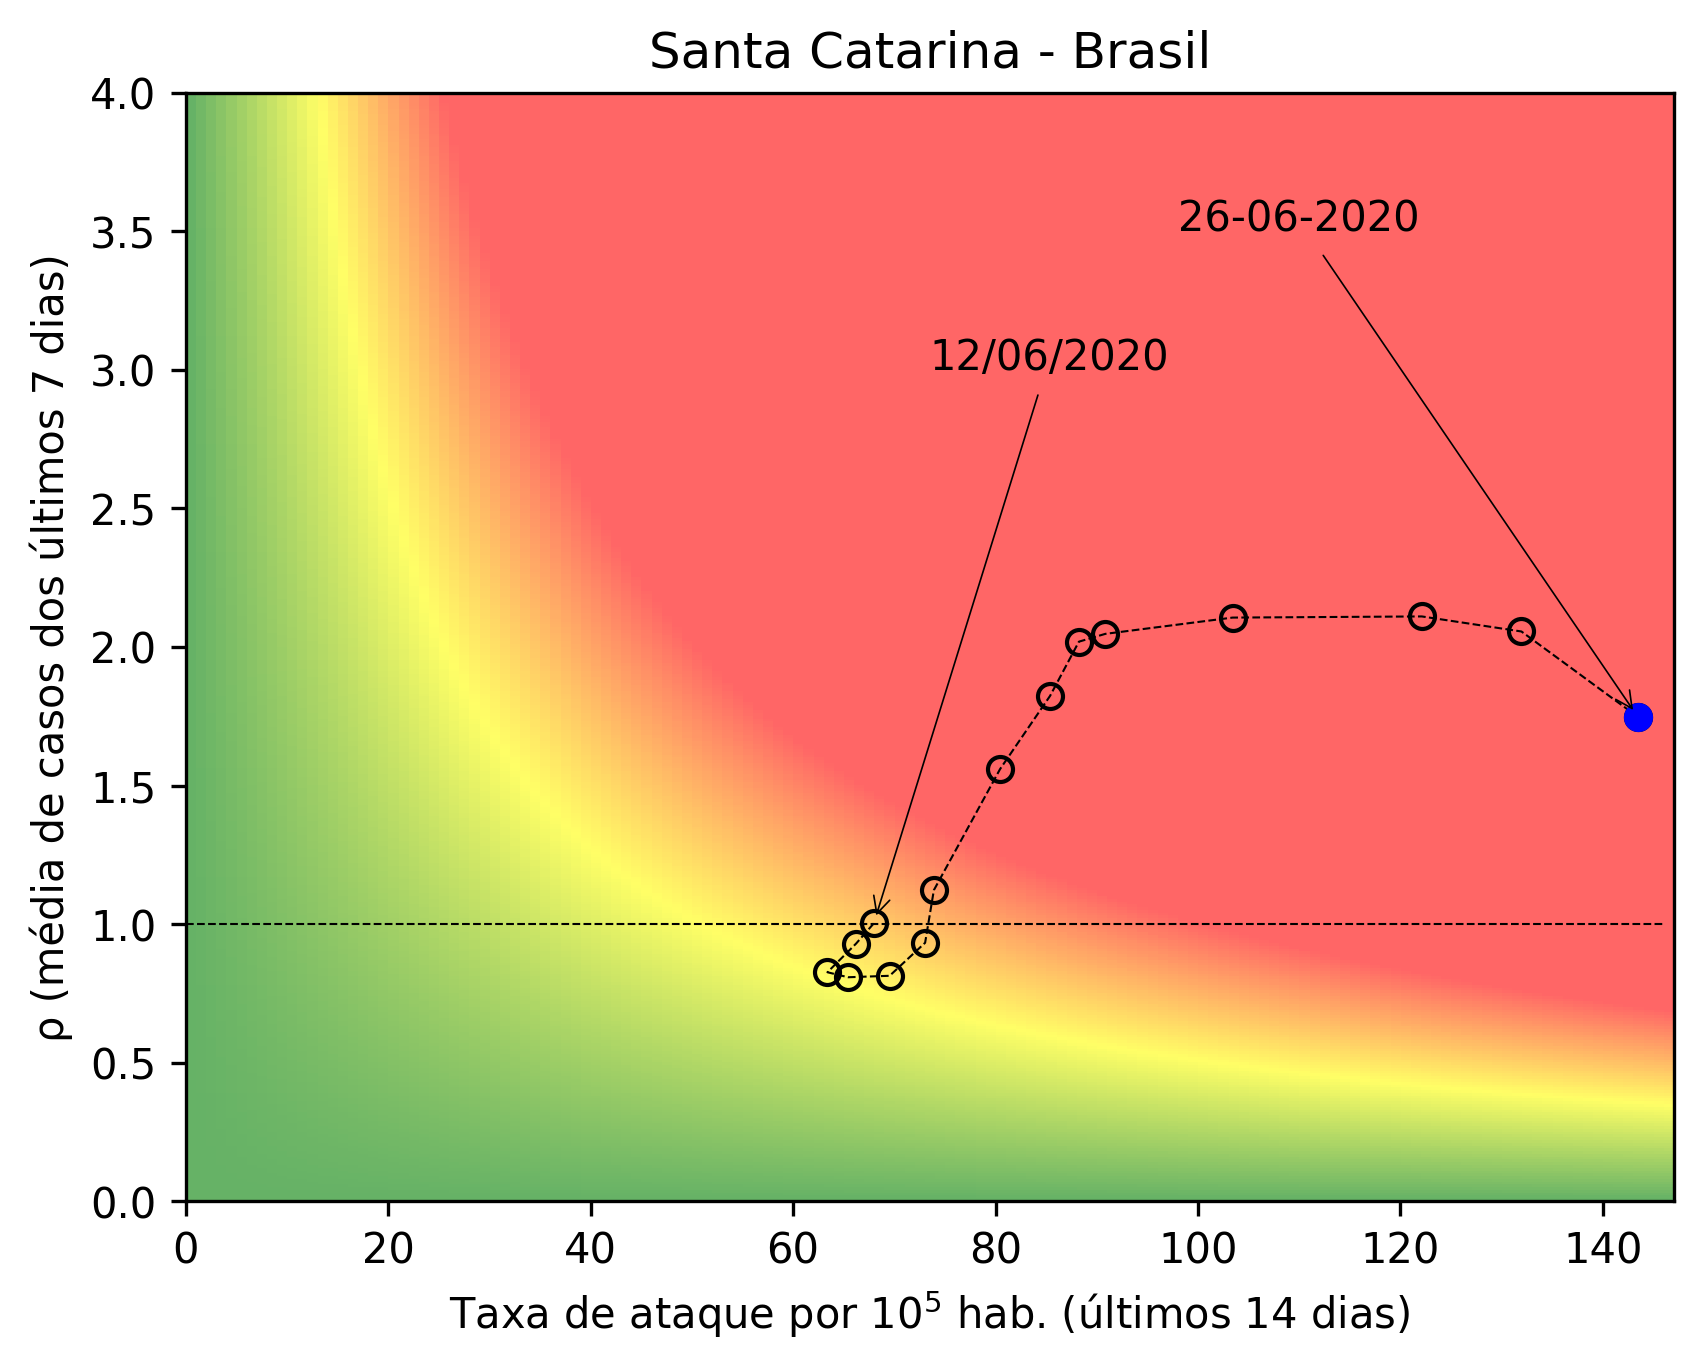 Santa Catarina - Brasil
4.0
3.5
3.0
2.5
2.0
1.5
1.0
0.5
0.0
ρ (média de casos dos últimos 7 dias)
26-06-2020
12/06/2020
0 20 40 60 80 100 120 140
Taxa de ataque por 10⁵ hab. (últimos 14 dias)